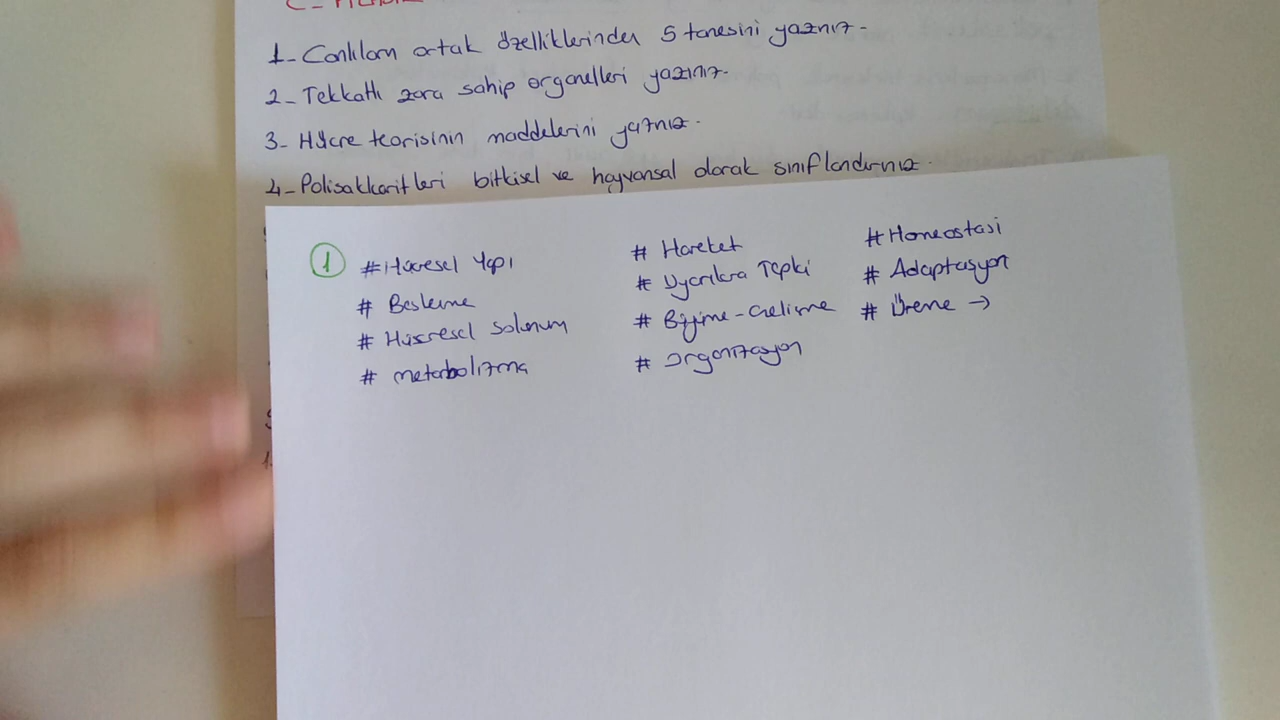 1- Canlıların ortak özelliklerinden 5 tanesini yazınız.
2- Tek katlı zara sahip organelleri yazınız.
3- Hücre teorisinin maddelerini yazınız.
4- Polisakkaritleri bitkisel ve hayvansal olarak sınıflandırınız.
1
# Hücresel Yapı
# Beslenme
# Hücresel Solunum
# metabolizma
# Hareket
# Uyarılara Tepki
# Büyüme-Gelişme
# Organizasyon
# Homeostasi
# Adaptasyon
# Üreme →